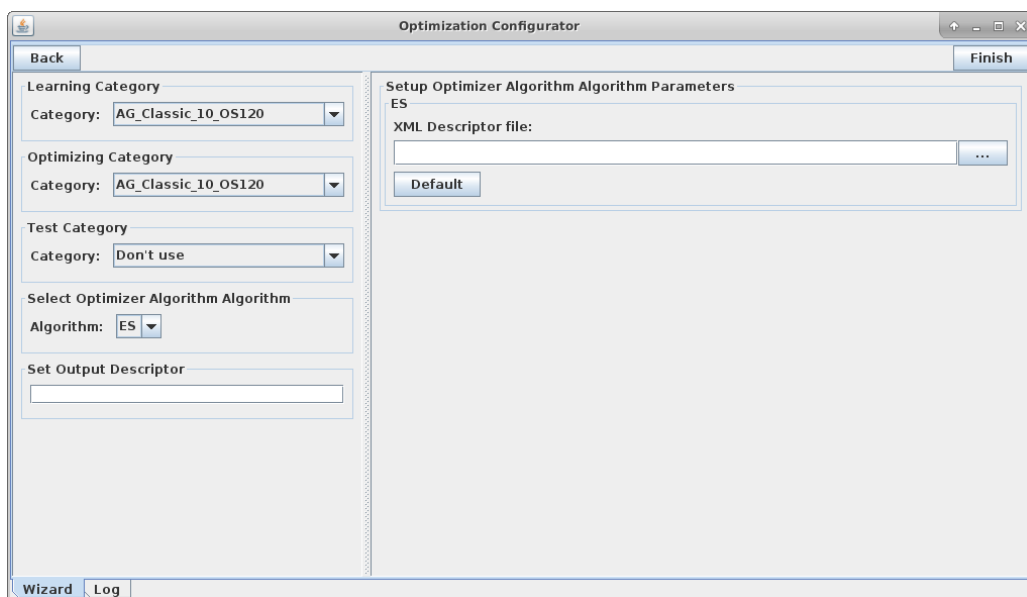 Optimization Configurator
Back
Finish
Learning Category
Category: AG_Classic_10_OS120
Optimizing Category
Category: AG_Classic_10_OS120
Test Category
Category: Don't use
Select Optimizer Algorithm Algorithm
Algorithm: ES
Set Output Descriptor
Setup Optimizer Algorithm Algorithm Parameters
ES
XML Descriptor file:
...
Default
Wizard
Log